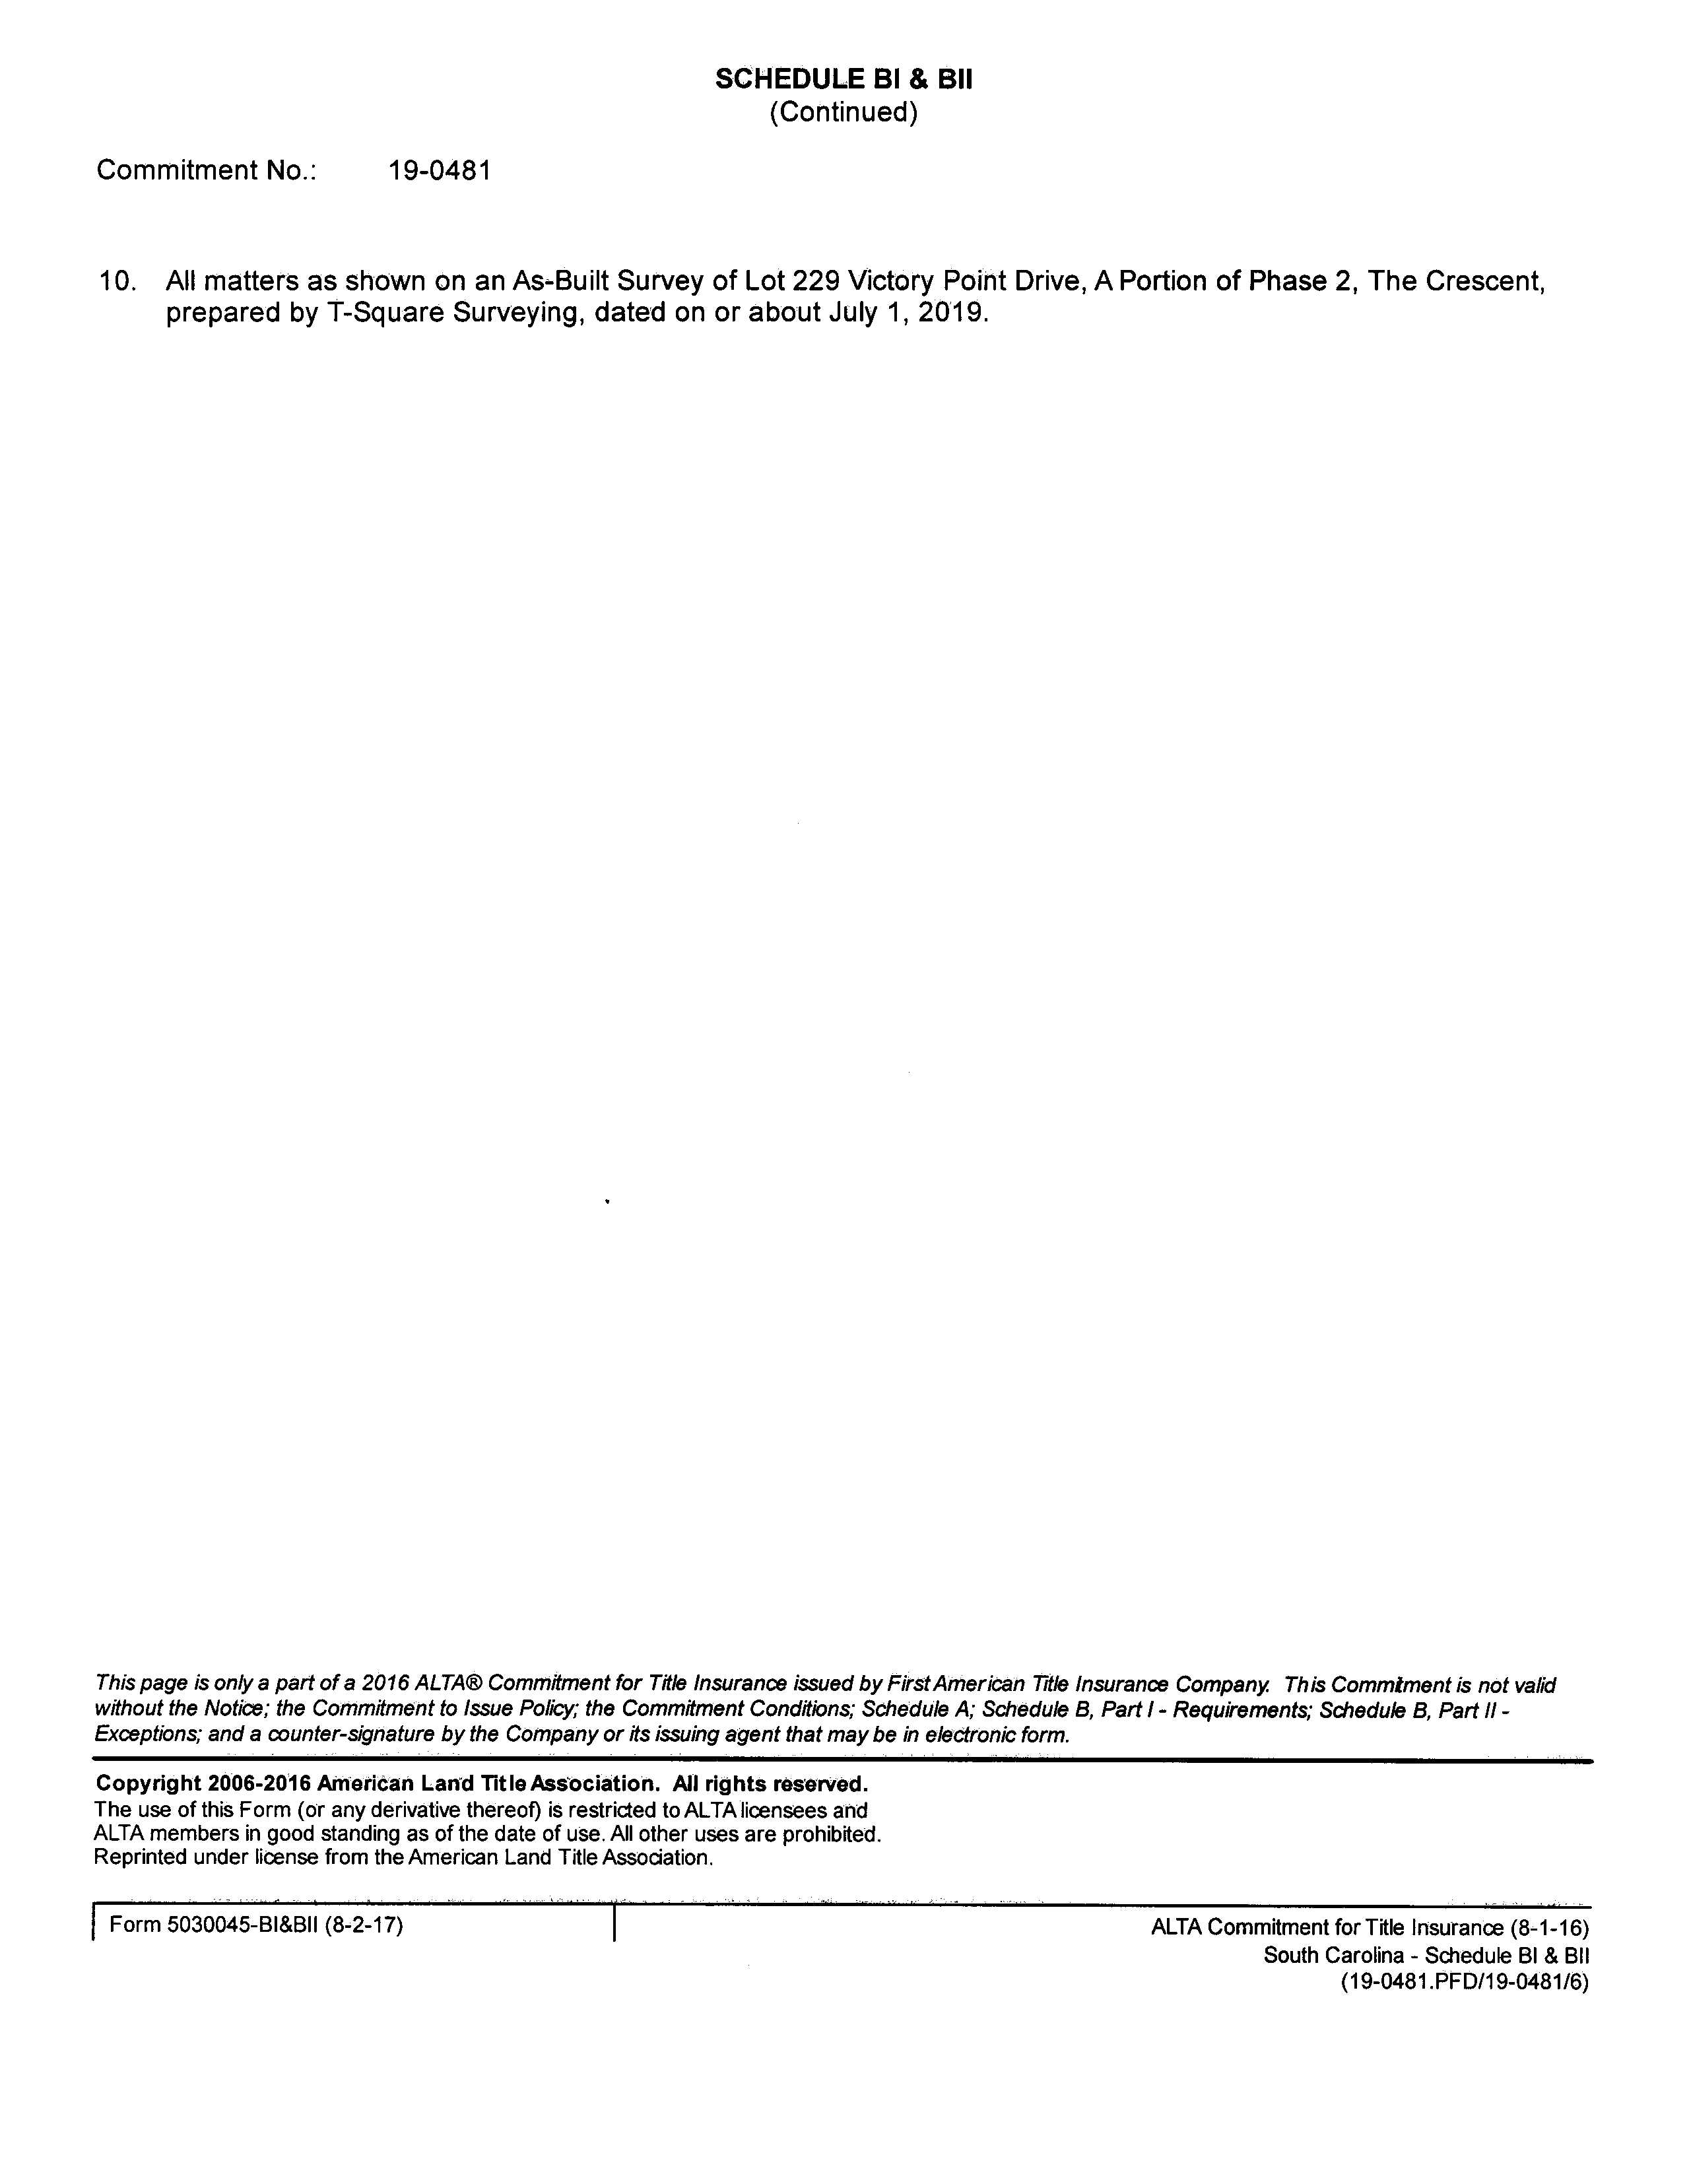 SCHEDULE BI & BII
(Continued)
Commitment No.: 19-0481
10. All matters as shown on an As-Built Survey of Lot 229 Victory Point Drive, A Portion of Phase 2, The Crescent,
prepared by T-Square Surveying, dated on or about July 1, 2019.
This page is only a part of a 2016 ALTA® Commitment for Title Insurance issued by First American Title Insurance Company. This Commitment is not valid
without the Notice; the Commitment to Issue Policy; the Commitment Conditions; Schedule A; Schedule B, Part I - Requirements; Schedule B, Part II -
Exceptions; and a counter-signature by the Company or its issuing agent that may be in electronic form.
Copyright 2006-2016 American Land Title Association. All rights reserved.
The use of this Form (or any derivative thereof) is restricted to ALTA licensees and
ALTA members in good standing as of the date of use. All other uses are prohibited.
Reprinted under license from the American Land Title Association.
Form 5030045-BI&BII (8-2-17)
ALTA Commitment for Title Insurance (8-1-16)
South Carolina - Schedule BI & BII
(19-0481.PFD/19-0481/6)